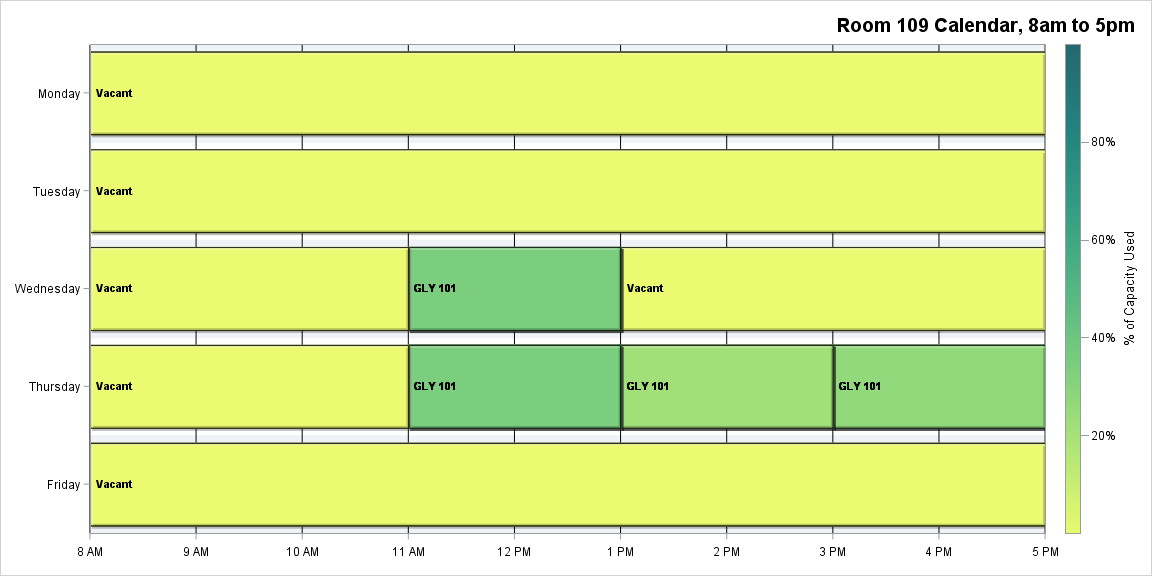 Room 109 Calendar, 8am to 5pm
Monday
Vacant
80%
Tuesday
Vacant
60%
Wednesday
Vacant
GLY 101
Vacant
% of Capacity Used
40%
Thursday
Vacant
GLY 101
GLY 101
GLY 101
20%
Friday
Vacant
8 AM
9 AM
10 AM
11 AM
12 PM
1 PM
2 PM
3 PM
4 PM
5 PM